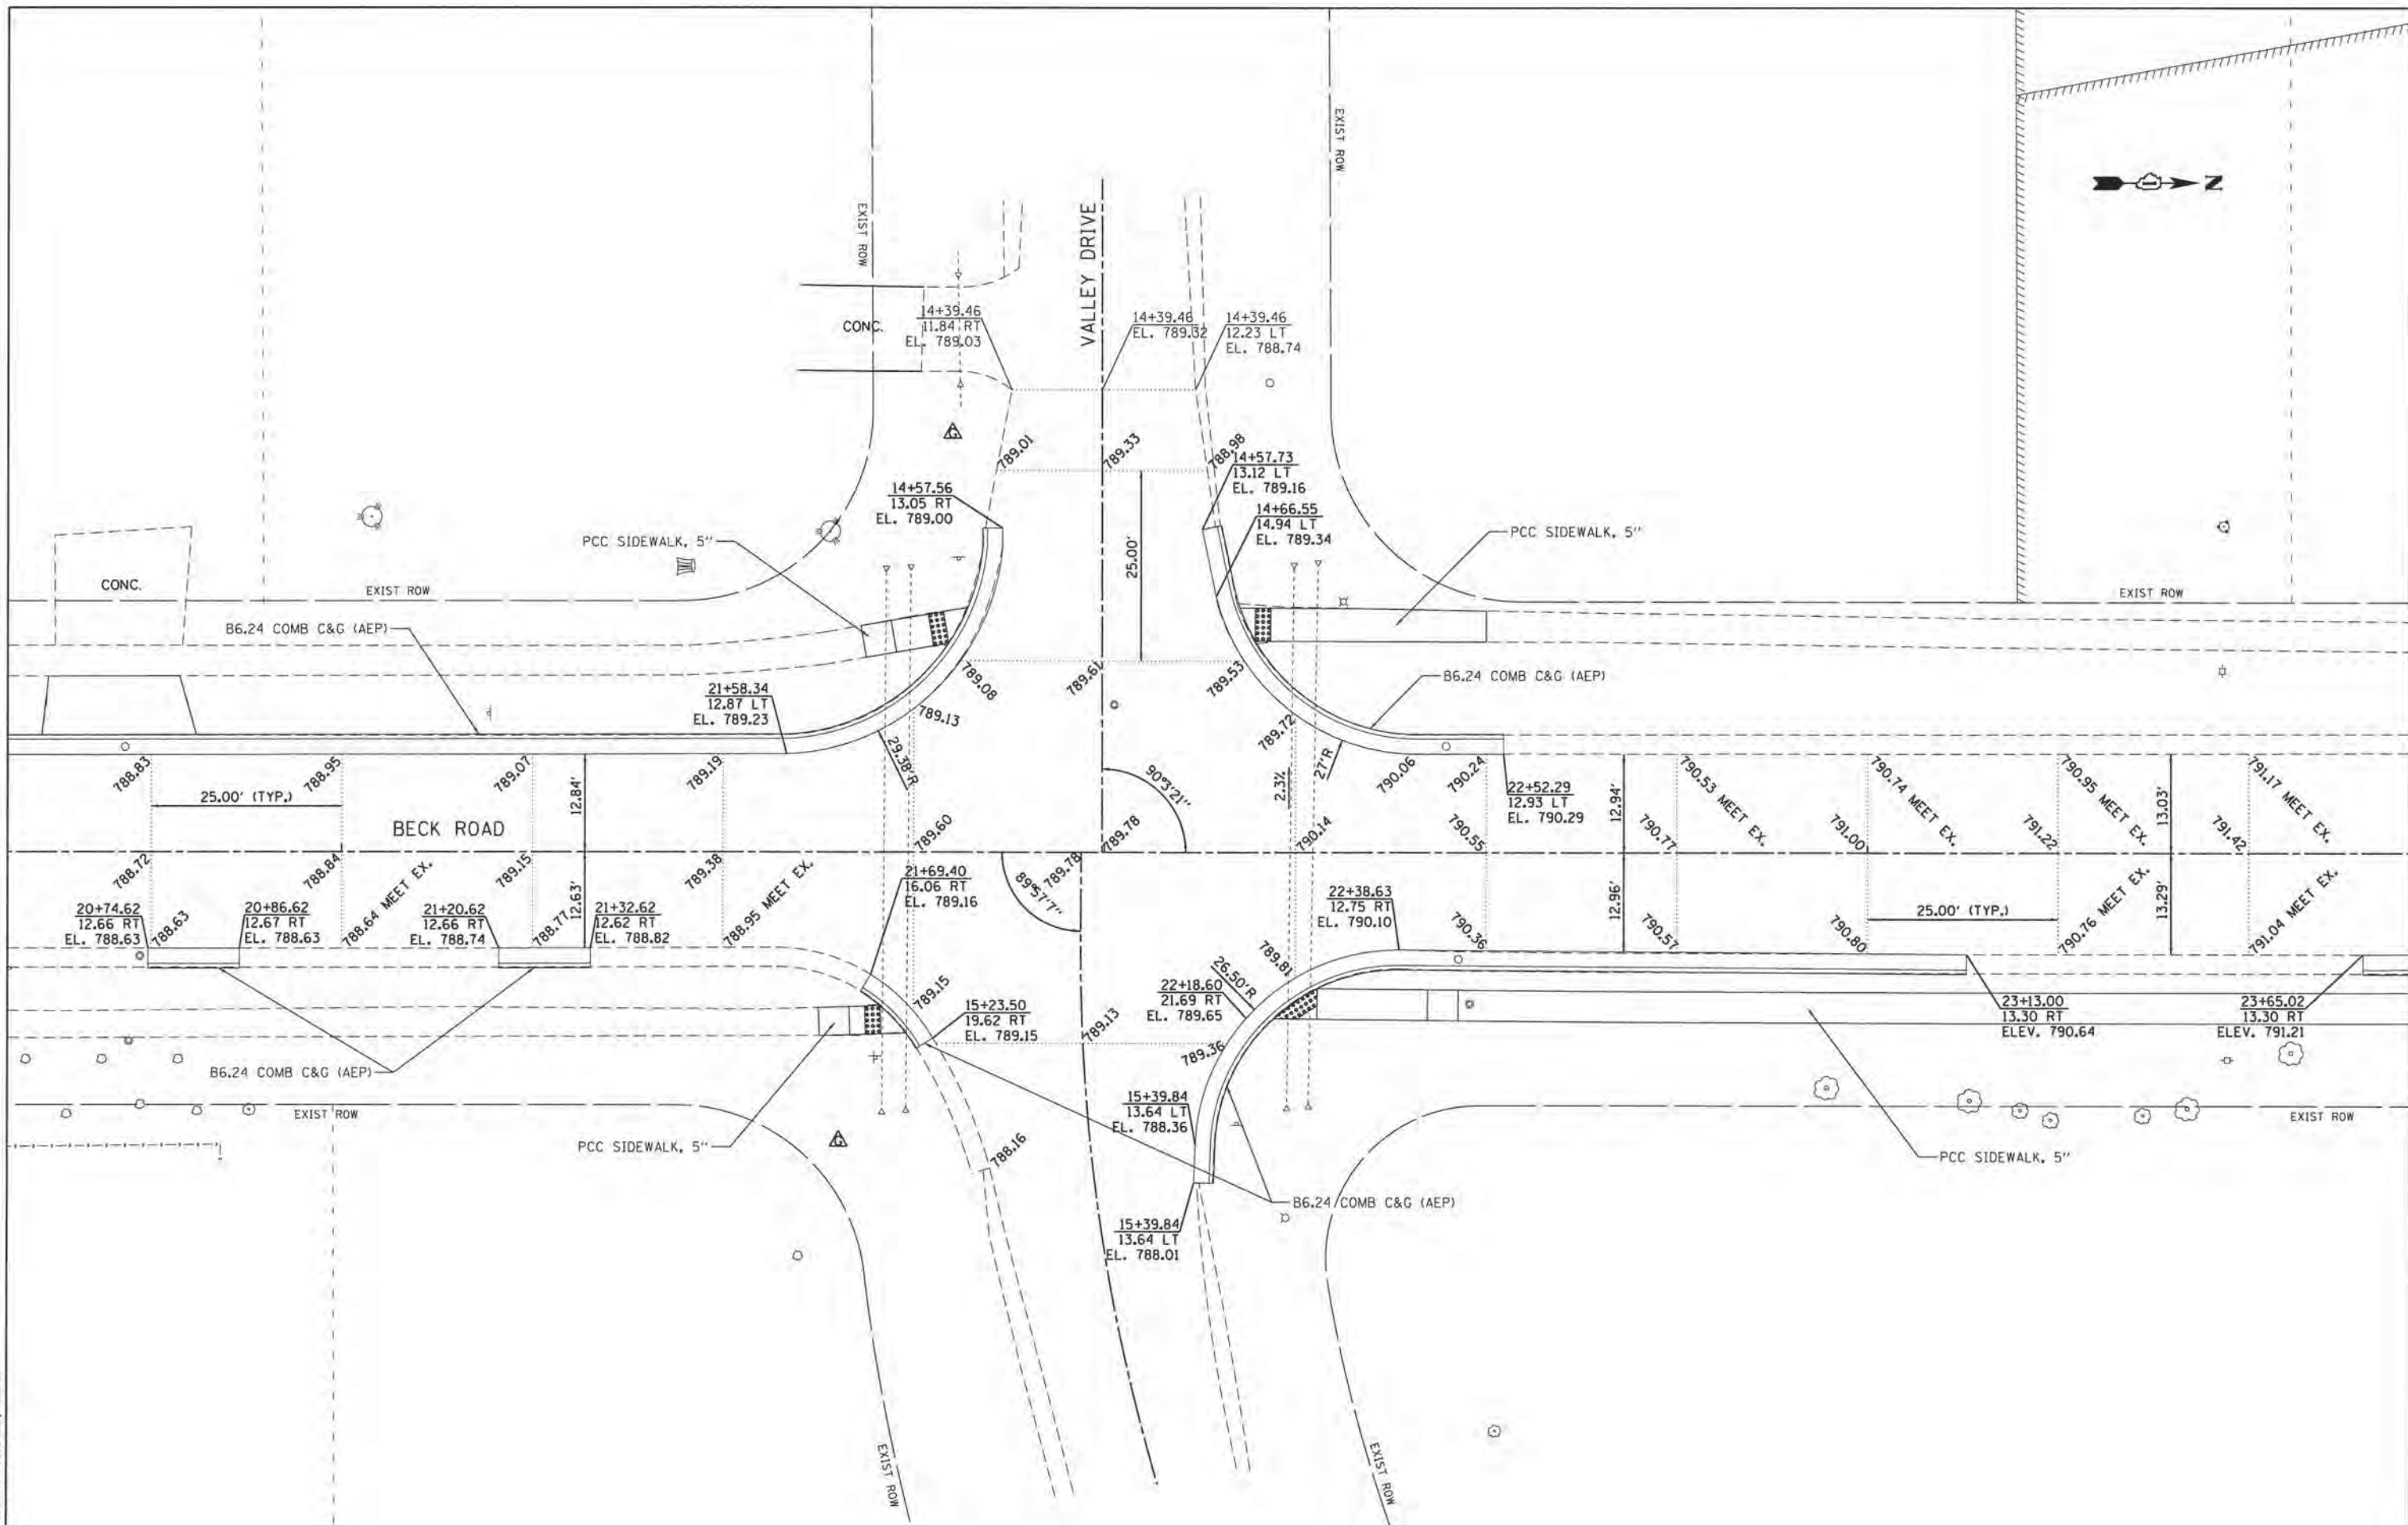 EXIST ROW
EXIST ROW
N
VALLEY DRIVE
CONC.
14+39.46
11.84 RT
EL. 789.03
14+39.46
EL. 789.32
14+39.46
12.23 LT
EL. 788.74
G
789.01
789.33
788.98
14+57.56
13.05 RT
EL. 789.00
14+57.73
13.12 LT
EL. 789.16
14+66.55
14.94 LT
EL. 789.34
25.00'
PCC SIDEWALK, 5"
PCC SIDEWALK, 5"
CONC.
EXIST ROW
EXIST ROW
B6.24 COMB C&G (AEP)
B6.24 COMB C&G (AEP)
21+58.34
12.87 LT
EL. 789.23
789.08
789.61
789.53
789.13
789.72
29.38'R
27'R
2.3%
90°3'21"
788.83
788.95
789.07
789.19
790.06
790.24
22+52.29
12.93 LT
EL. 790.29
790.53 MEET EX.
790.74 MEET EX.
790.95 MEET EX.
791.17 MEET EX.
25.00' (TYP.)
12.84'
12.94'
13.03'
BECK ROAD
788.72
788.84
789.15
789.38
789.60
789.78
789.78
790.14
790.55
790.77
791.00
791.22
791.42
89°57'7"
20+74.62
12.66 RT
EL. 788.63
788.63
20+86.62
12.67 RT
EL. 788.63
788.64 MEET EX.
21+20.62
12.66 RT
EL. 788.74
788.77
12.63'
21+32.62
12.62 RT
EL. 788.82
788.95 MEET EX.
21+69.40
16.06 RT
EL. 789.16
22+38.63
12.75 RT
EL. 790.10
790.36
12.96'
790.57
790.80
25.00' (TYP.)
790.76 MEET EX.
13.29'
791.04 MEET EX.
789.15
789.81
26.50'R
22+18.60
21.69 RT
EL. 789.65
15+23.50
19.62 RT
EL. 789.15
789.13
789.36
23+13.00
13.30 RT
ELEV. 790.64
23+65.02
13.30 RT
ELEV. 791.21
B6.24 COMB C&G (AEP)
EXIST ROW
EXIST ROW
PCC SIDEWALK, 5"
G
788.16
15+39.84
13.64 LT
EL. 788.36
PCC SIDEWALK, 5"
B6.24 COMB C&G (AEP)
15+39.84
13.64 LT
EL. 788.01
EXIST ROW
EXIST ROW